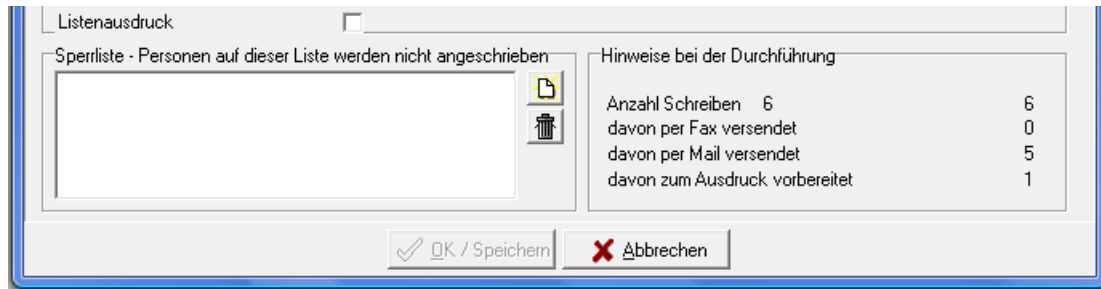 Listenausdruck
Sperrliste - Personen auf dieser Liste werden nicht angeschrieben
Hinweise bei der Durchführung
Anzahl Schreiben 6 6
davon per Fax versendet 0
davon per Mail versendet 5
davon zum Ausdruck vorbereitet 1
OK / Speichern
Abbrechen